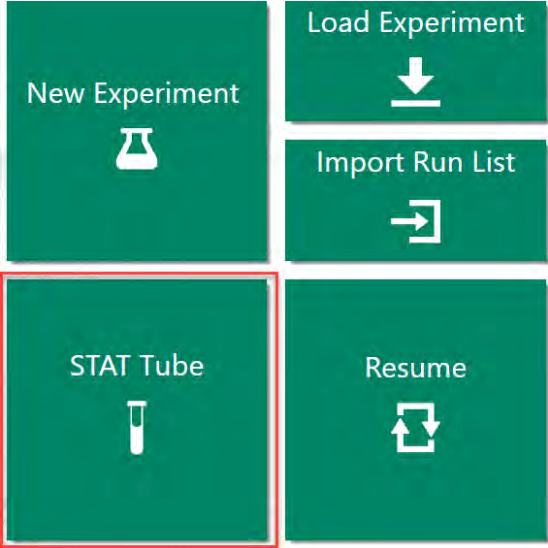 New Experiment
Load Experiment
Import Run List
STAT Tube
Resume